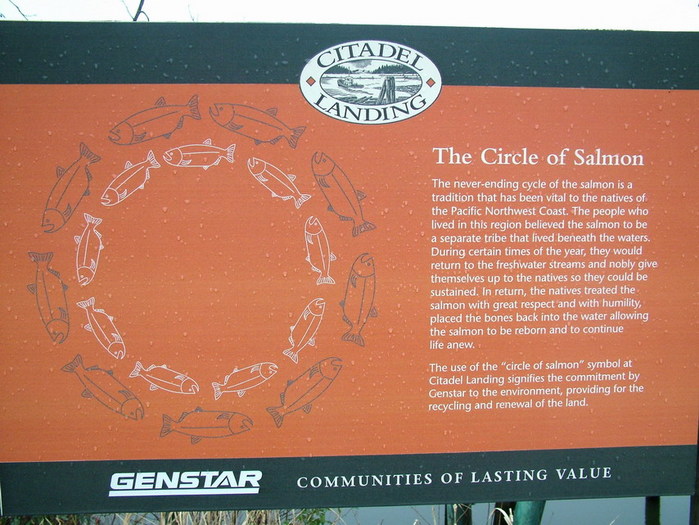 CITADEL
LANDING
The Circle of Salmon
The never-ending cycle of the salmon is a
tradition that has been vital to the natives of
the Pacific Northwest Coast. The people who
lived in this region believed the salmon to be
a separate tribe that lived beneath the waters.
During certain times of the year, they would
return to the freshwater streams and nobly give
themselves up to the natives so they could be
sustained. In return, the natives treated the
salmon with great respect and with humility,
placed the bones back into the water allowing
the salmon to be reborn and to continue
life anew.
The use of the "circle of salmon" symbol at
Citadel Landing signifies the commitment by
Genstar to the environment, providing for the
recycling and renewal of the land.
GENSTAR COMMUNITIES OF LASTING VALUE